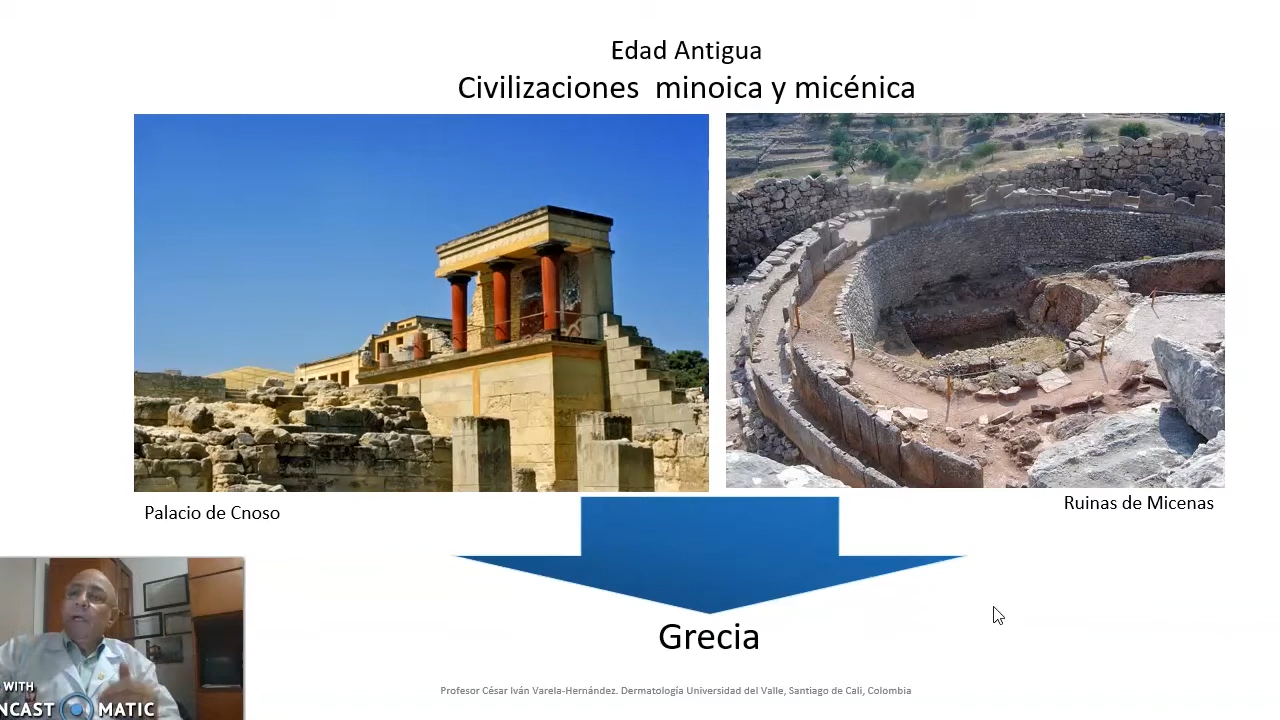 Edad Antigua
Civilizaciones minoica y micénica
Palacio de Cnoso
Ruinas de Micenas
Grecia
Profesor César Iván Varela-Hernández. Dermatología Universidad del Valle, Santiago de Cali, Colombia
WITH
NCAST MATIC